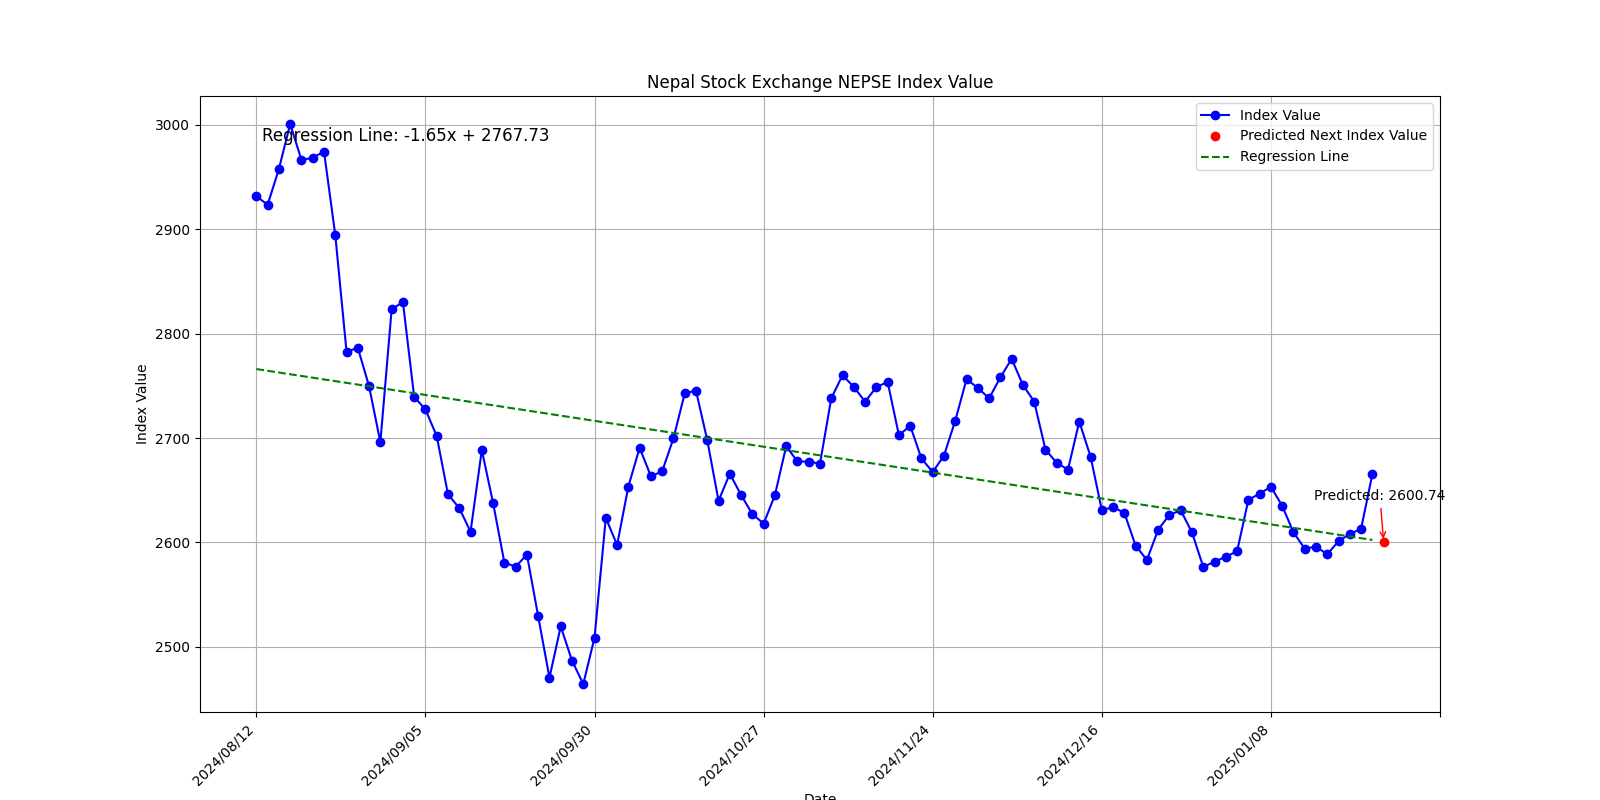 Nepal Stock Exchange NEPSE Index Value
Regression Line: -1.65x + 2767.73
Index Value
Predicted Next Index Value
Regression Line
3000
2900
2800
2700
2600
2500
Index Value
Predicted: 2600.74
2024/08/12
2024/09/05
2024/09/30
2024/10/27
2024/11/24
2024/12/16
2025/01/08
Date